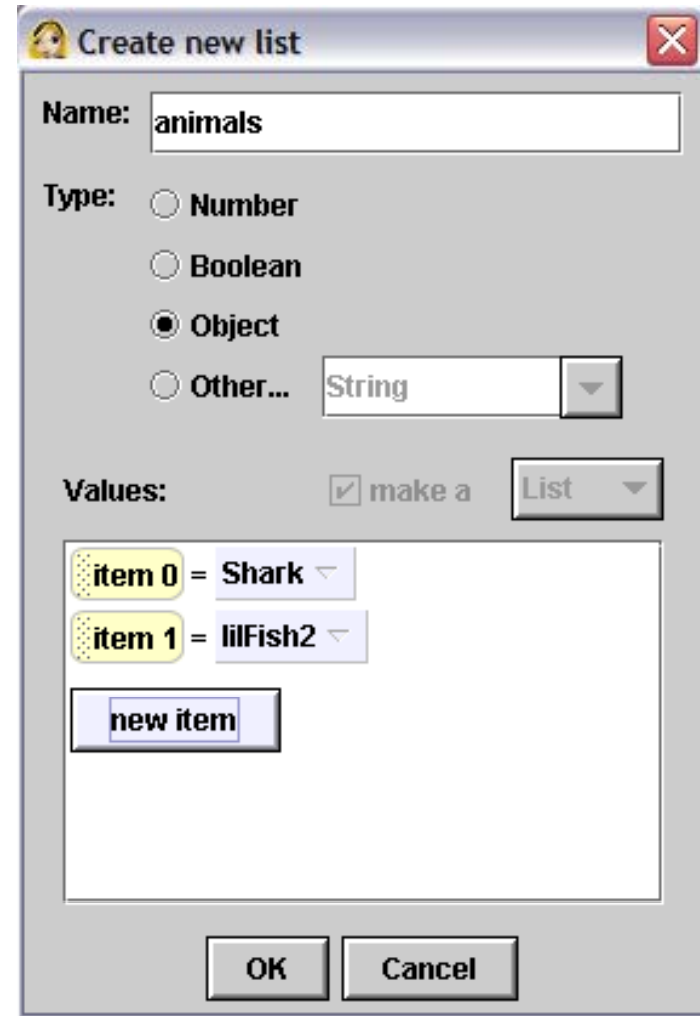 Create new list
Name: animals
Type: Number
Boolean
Object
Other... String
Values: make a List
item 0 = Shark
item 1 = lilFish2
new item
OK Cancel